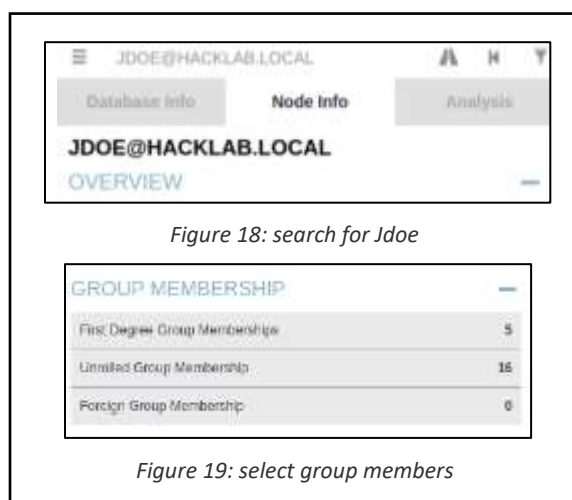 JDOE@HACKLAB.LOCAL
Database Info Node Info Analysis
JDOE@HACKLAB.LOCAL
OVERVIEW
Figure 18: search for Jdoe
GROUP MEMBERSHIP
First Degree Group Memberships 5
Unrolled Group Membership 16
Foreign Group Membership 0
Figure 19: select group members